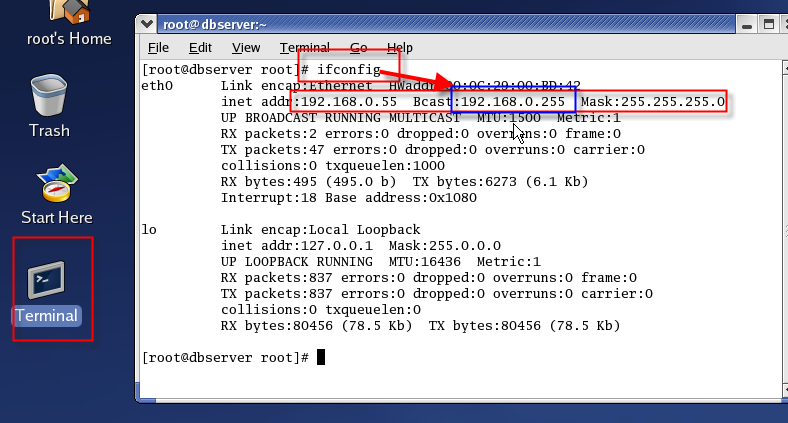 root's Home
Trash
Start Here
Terminal
root@dbserver:~
File Edit View Terminal Go Help
[root@dbserver root]# ifconfig
eth0 Link encap:Ethernet HWaddr 00:0C:29:00:BD:42
inet addr:192.168.0.55 Bcast:192.168.0.255 Mask:255.255.255.0
UP BROADCAST RUNNING MULTICAST MTU:1500 Metric:1
RX packets:2 errors:0 dropped:0 overruns:0 frame:0
TX packets:47 errors:0 dropped:0 overruns:0 carrier:0
collisions:0 txqueuelen:1000
RX bytes:495 (495.0 b) TX bytes:6273 (6.1 Kb)
Interrupt:18 Base address:0x1080
lo Link encap:Local Loopback
inet addr:127.0.0.1 Mask:255.0.0.0
UP LOOPBACK RUNNING MTU:16436 Metric:1
RX packets:837 errors:0 dropped:0 overruns:0 frame:0
TX packets:837 errors:0 dropped:0 overruns:0 carrier:0
collisions:0 txqueuelen:0
RX bytes:80456 (78.5 Kb) TX bytes:80456 (78.5 Kb)
[root@dbserver root]#